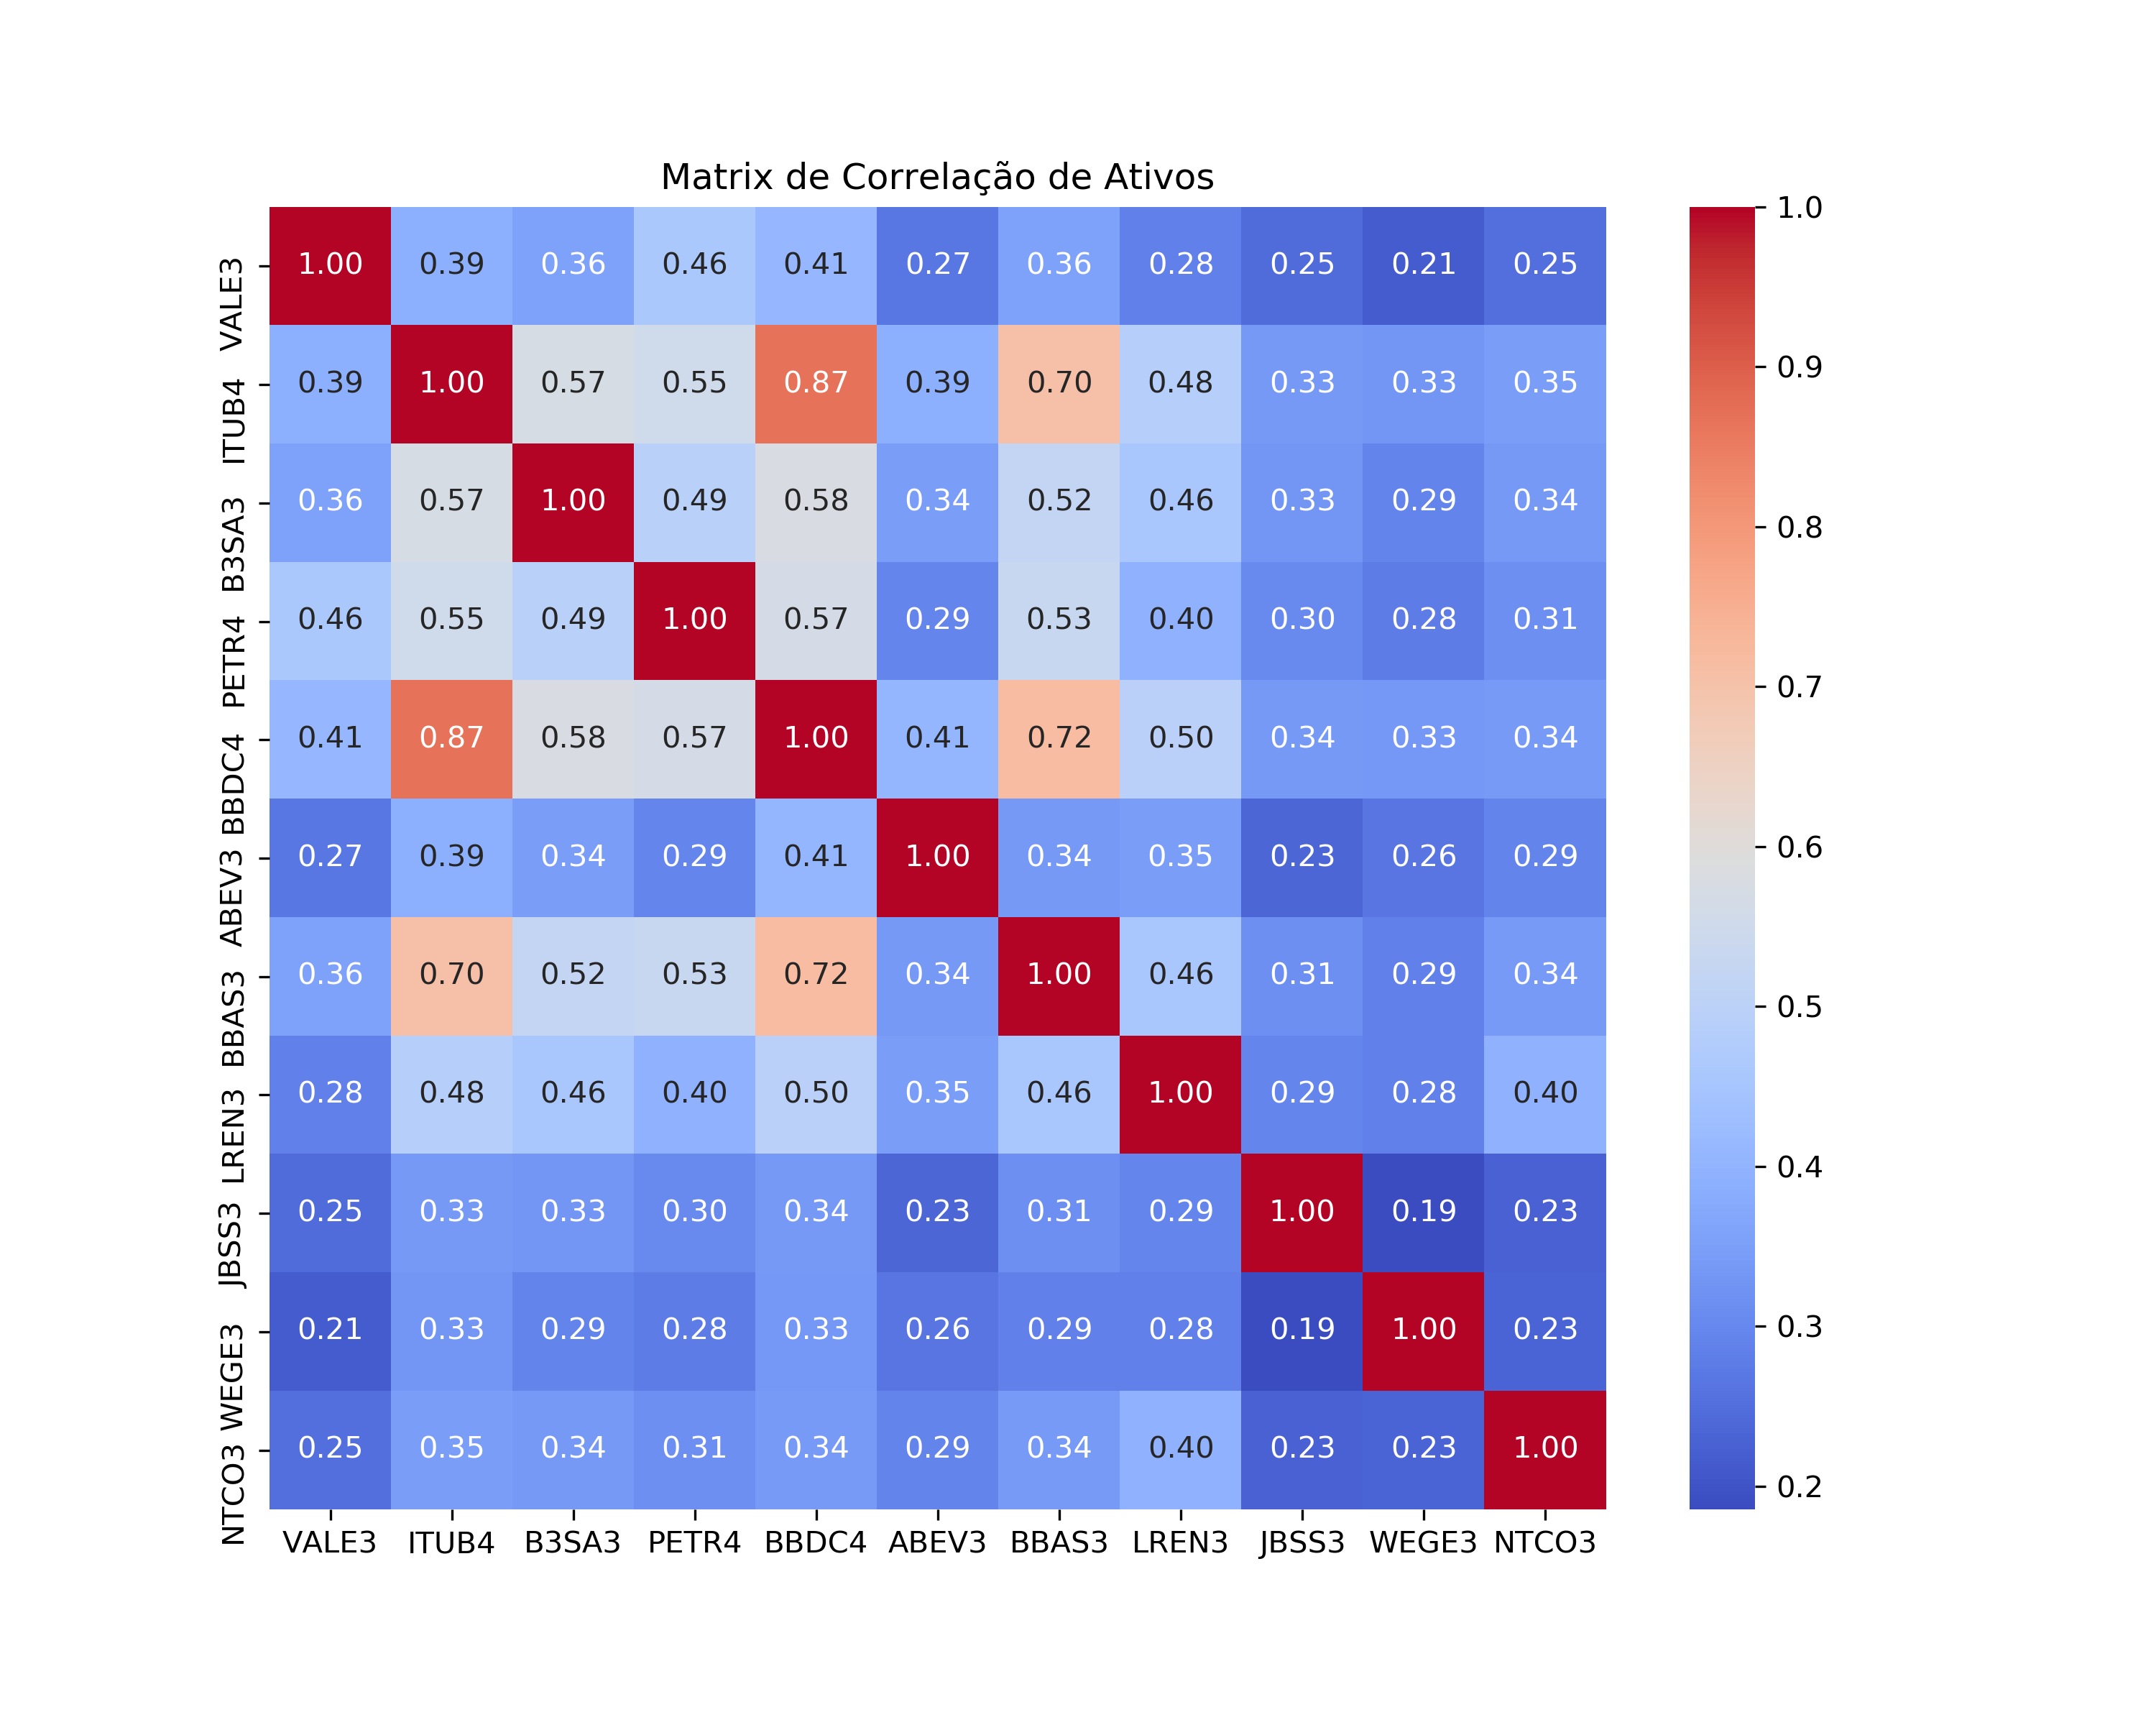 Matrix de Correlação de Ativos
VALE3 1.00 0.39 0.36 0.46 0.41 0.27 0.36 0.28 0.25 0.21 0.25
ITUB4 0.39 1.00 0.57 0.55 0.87 0.39 0.70 0.48 0.33 0.33 0.35
B3SA3 0.36 0.57 1.00 0.49 0.58 0.34 0.52 0.46 0.33 0.29 0.34
PETR4 0.46 0.55 0.49 1.00 0.57 0.29 0.53 0.40 0.30 0.28 0.31
BBDC4 0.41 0.87 0.58 0.57 1.00 0.41 0.72 0.50 0.34 0.33 0.34
ABEV3 0.27 0.39 0.34 0.29 0.41 1.00 0.34 0.35 0.23 0.26 0.29
BBAS3 0.36 0.70 0.52 0.53 0.72 0.34 1.00 0.46 0.31 0.29 0.34
LREN3 0.28 0.48 0.46 0.40 0.50 0.35 0.46 1.00 0.29 0.28 0.40
JBSS3 0.25 0.33 0.33 0.30 0.34 0.23 0.31 0.29 1.00 0.19 0.23
WEGE3 0.21 0.33 0.29 0.28 0.33 0.26 0.29 0.28 0.19 1.00 0.23
NTCO3 0.25 0.35 0.34 0.31 0.34 0.29 0.34 0.40 0.23 0.23 1.00
VALE3 ITUB4 B3SA3 PETR4 BBDC4 ABEV3 BBAS3 LREN3 JBSS3 WEGE3 NTCO3
1.0
0.9
0.8
0.7
0.6
0.5
0.4
0.3
0.2